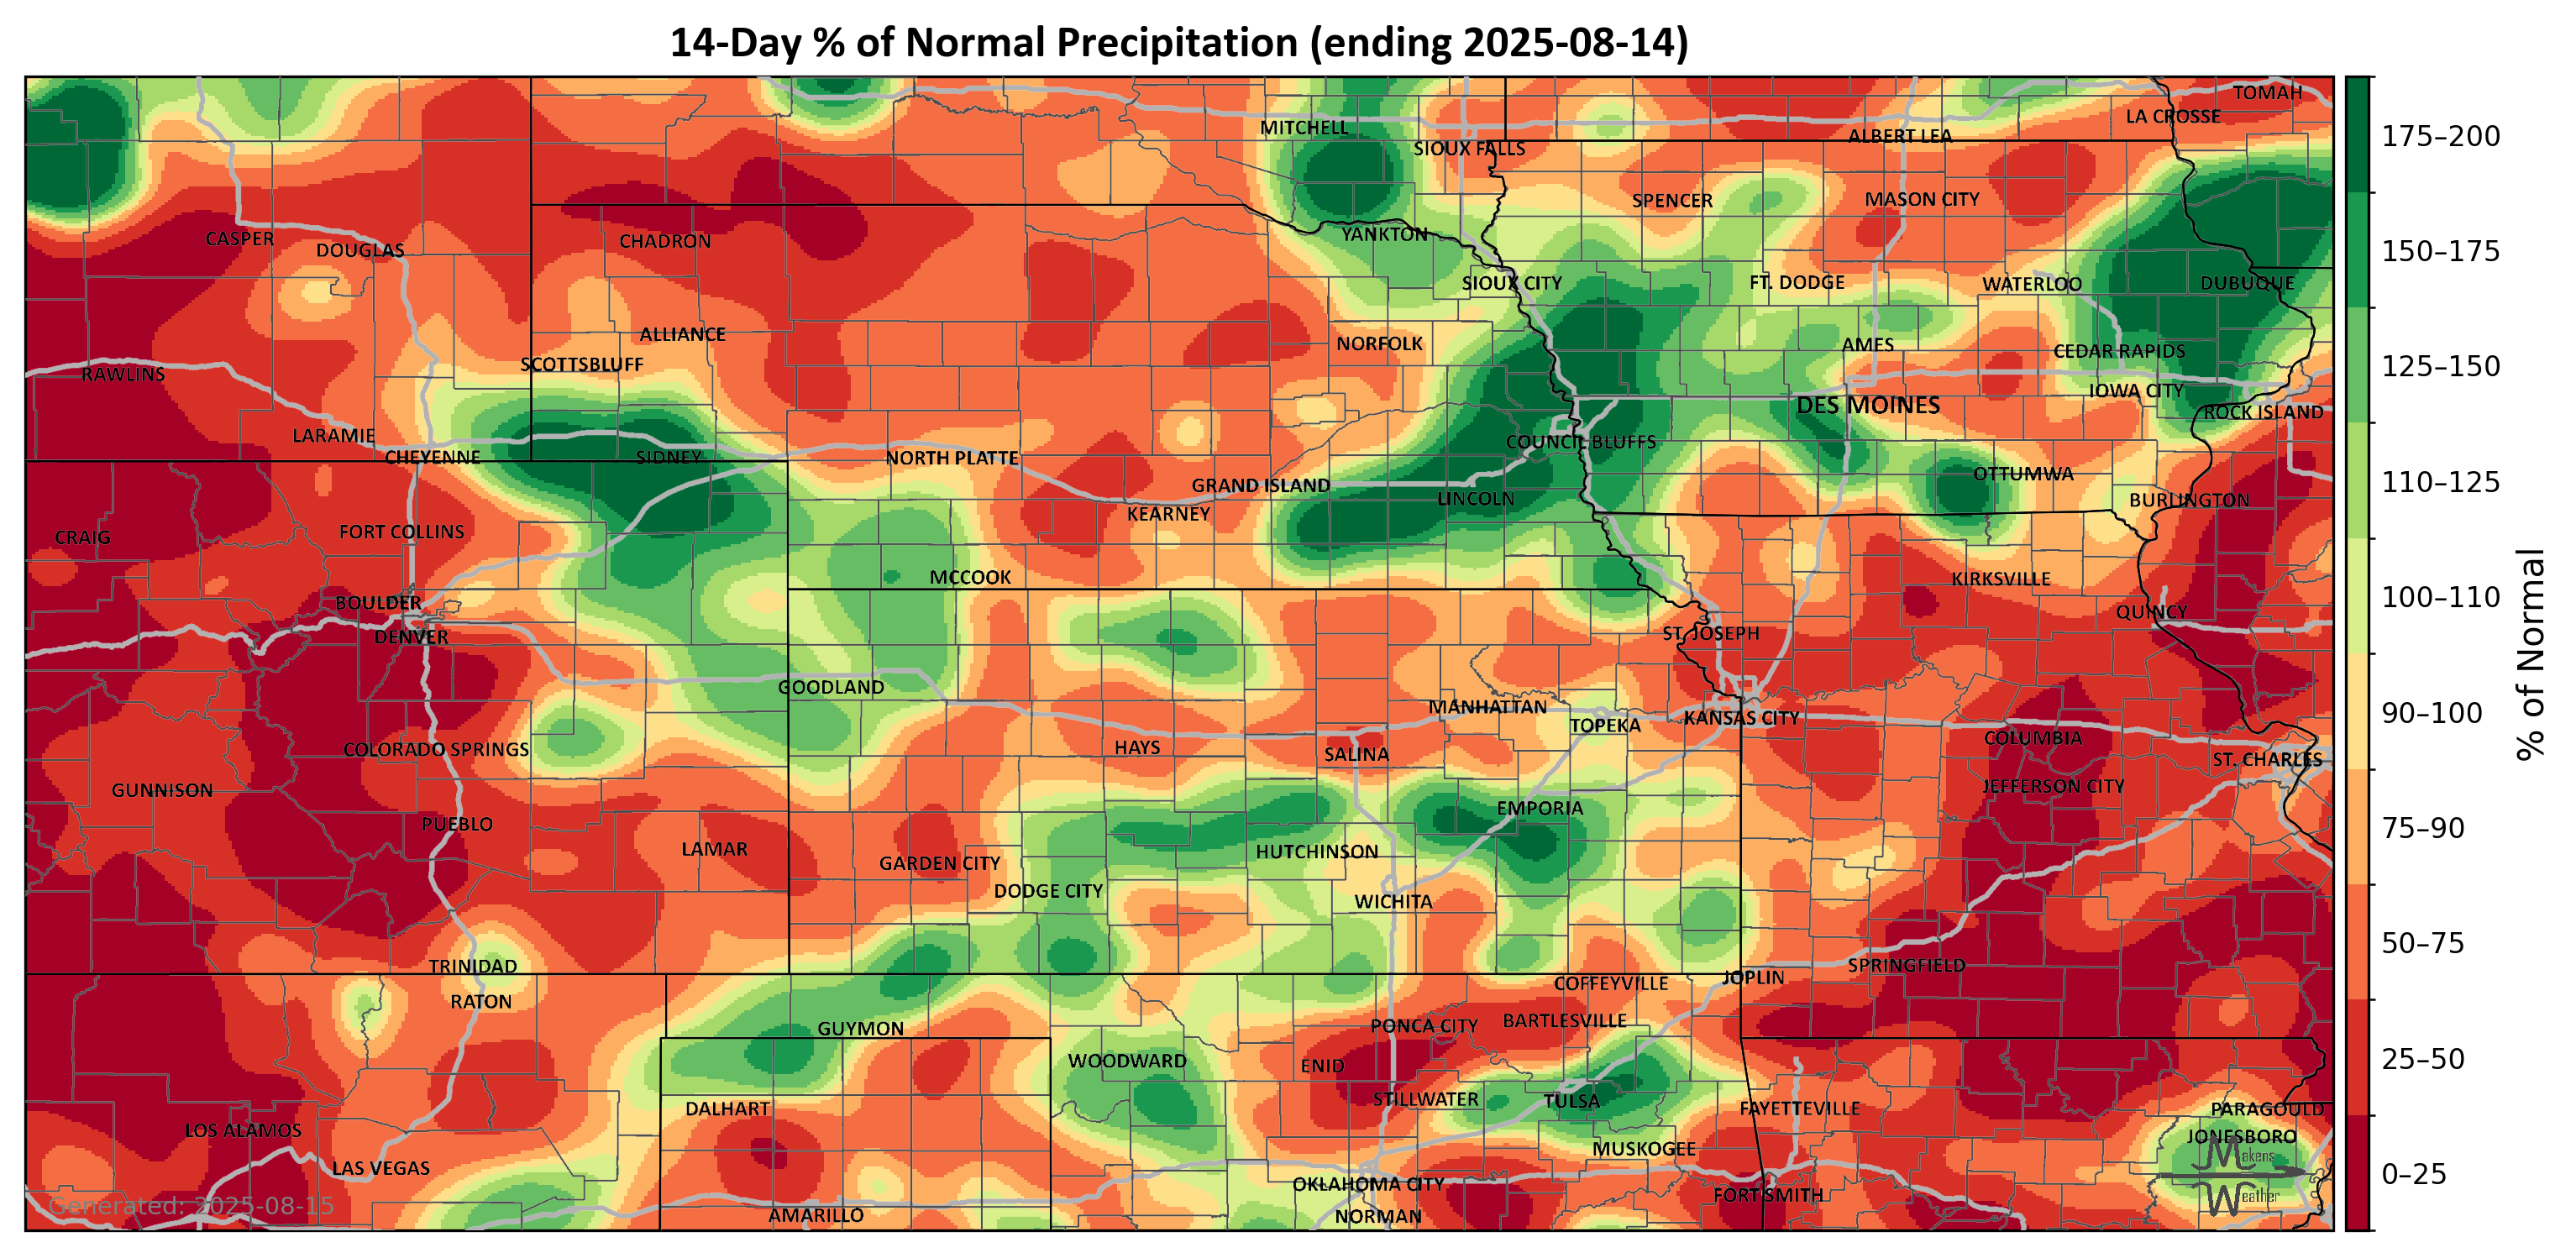 14-Day % of Normal Precipitation (ending 2025-08-14)
TOMAH
LA CROSSE
MITCHELL
ALBERT LEA
SIOUX FALLS
SPENCER
MASON CITY
YANKTON
CASPER
CHADRON
DOUGLAS
SIOUX CITY
FT. DODGE
WATERLOO
DUBUQUE
ALLIANCE
NORFOLK
AMES
CEDAR RAPIDS
SCOTTSBLUFF
RAWLINS
IOWA CITY
DES MOINES
ROCK ISLAND
LARAMIE
COUNCIL BLUFFS
CHEYENNE
SIDNEY
NORTH PLATTE
OTTUMWA
GRAND ISLAND
LINCOLN
BURLINGTON
KEARNEY
FORT COLLINS
CRAIG
MCCOOK
KIRKSVILLE
BOULDER
QUINCY
DENVER
ST. JOSEPH
GOODLAND
MANHATTAN
KANSAS CITY
TOPEKA
COLUMBIA
COLORADO SPRINGS
HAYS
SALINA
ST. CHARLES
GUNNISON
JEFFERSON CITY
EMPORIA
PUEBLO
LAMAR
HUTCHINSON
GARDEN CITY
DODGE CITY
WICHITA
TRINIDAD
SPRINGFIELD
JOPLIN
COFFEYVILLE
RATON
BARTLESVILLE
GUYMON
PONCA CITY
WOODWARD
ENID
STILLWATER
TULSA
DALHART
FAYETTEVILLE
PARAGOULD
LOS ALAMOS
JONESBORO
MUSKOGEE
LAS VEGAS
OKLAHOMA CITY
FORT SMITH
AMARILLO
NORMAN
Generated: 2025-08-15
Makens
Weather
175–200
150–175
125–150
110–125
100–110
90–100
75–90
50–75
25–50
0–25
% of Normal